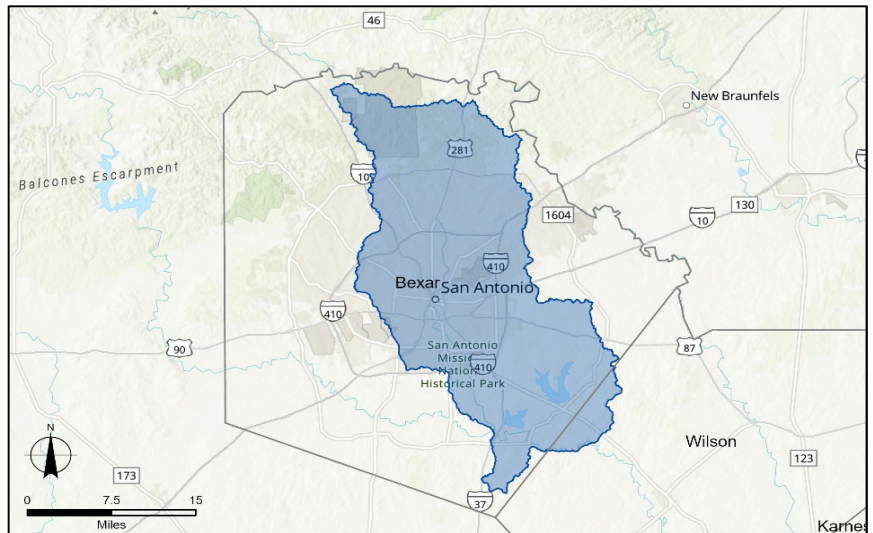 46
New Braunfels
281
Balcones Escarpment
10
130
1604
10
410
Bexar
San Antonio
410
90
San Antonio
Missio
Nation
Historical Park
410
87
Wilson
N
173
123
0 7.5 15
Miles
37
Karnes